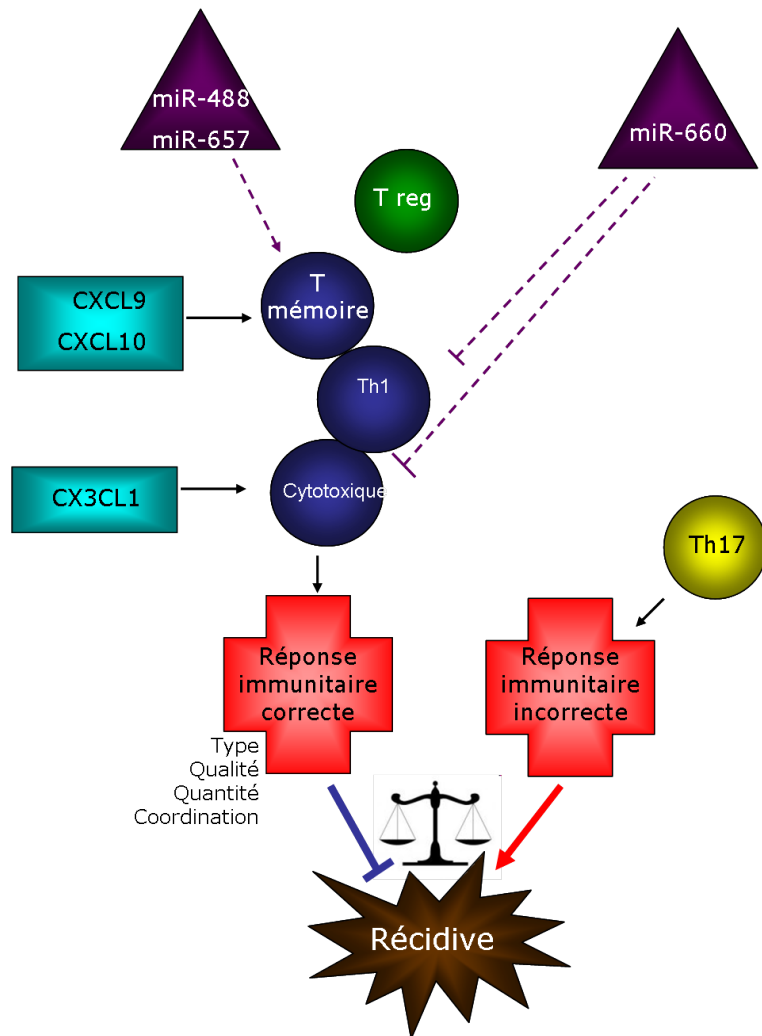 miR-488
miR-657
miR-660
T reg
T
mémoire
CXCL9
CXCL10
Th1
Cytotoxique
CX3CL1
Th17
Réponse
immunitaire
correcte
Réponse
immunitaire
incorrecte
Type
Qualité
Quantité
Coordination
Récidive